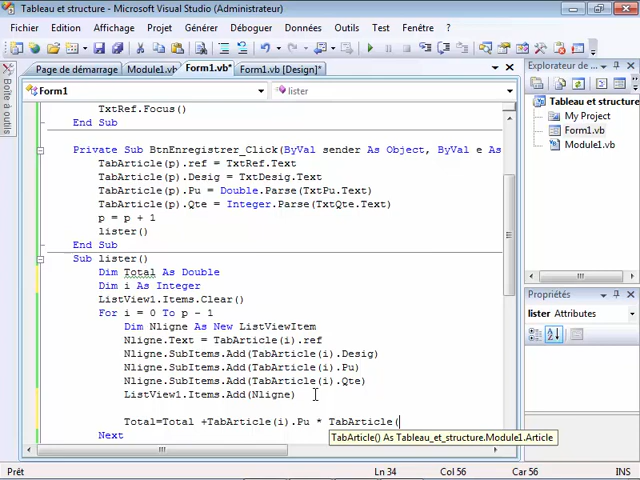 Tableau et structure - Microsoft Visual Studio (Administrateur)
Fichier Edition Affichage Projet Générer Déboguer Données Outils Test Fenêtre ?
Page de démarrage Module1.vb Form1.vb* Form1.vb [Design]*
Boîte à outils
Form1 lister
TxtRef.Focus()
End Sub
Private Sub BtnEnregistrer_Click(ByVal sender As Object, ByVal e As
TabArticle(p).ref = TxtRef.Text
TabArticle(p).Desig = TxtDesig.Text
TabArticle(p).Pu = Double.Parse(TxtPu.Text)
TabArticle(p).Qte = Integer.Parse(TxtQte.Text)
p = p + 1
lister()
End Sub
Sub lister()
Dim Total As Double
Dim i As Integer
ListView1.Items.Clear()
For i = 0 To p - 1
Dim Nligne As New ListViewItem
Nligne.Text = TabArticle(i).ref
Nligne.SubItems.Add(TabArticle(i).Desig)
Nligne.SubItems.Add(TabArticle(i).Pu)
Nligne.SubItems.Add(TabArticle(i).Qte)
ListView1.Items.Add(Nligne)
Total=Total +TabArticle(i).Pu * TabArticle(
TabArticle() As Tableau_et_structure.Module1.Article
Next
Explorateur de
Tableau et structure
My Project
Form1.vb
Module1.vb
Propriétés
lister Attributes
Prêt Ln 34 Col 56 Car 56